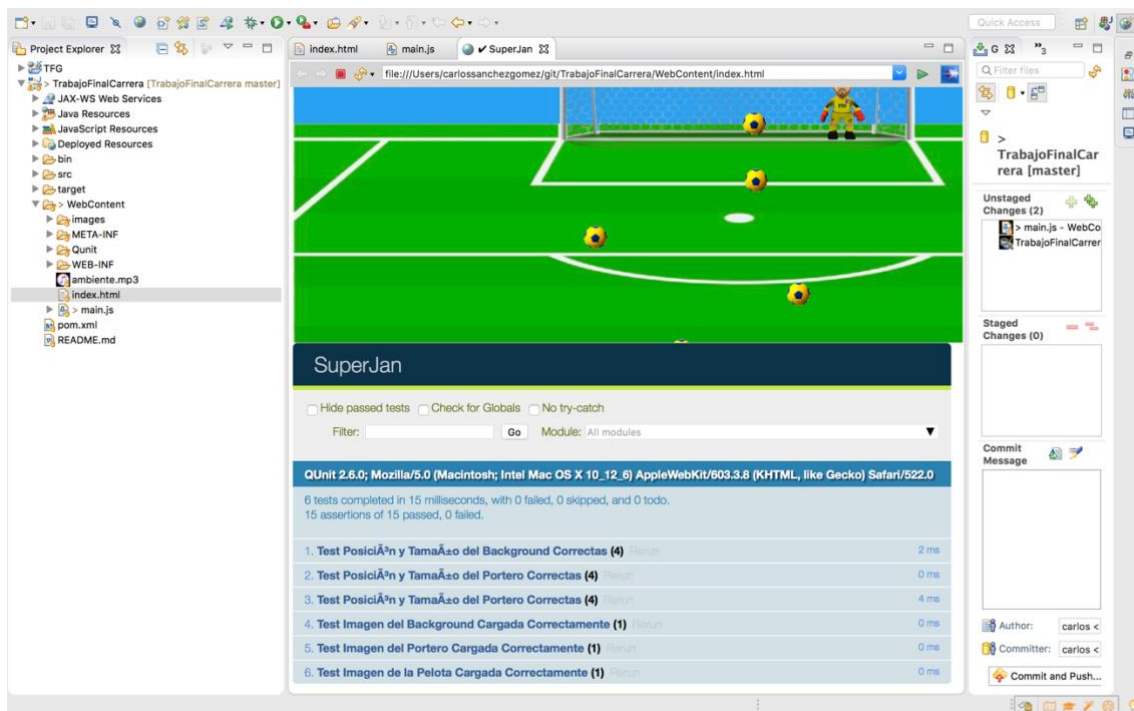 Quick Access
Project Explorer
TFG
> TrabajoFinalCarrera [TrabajoFinalCarrera master]
JAX-WS Web Services
Java Resources
JavaScript Resources
Deployed Resources
bin
src
target
> WebContent
images
META-INF
Qunit
WEB-INF
ambiente.mp3
index.html
> main.js
pom.xml
README.md
index.html
main.js
✔ SuperJan
file:///Users/carlossanchezgomez/git/TrabajoFinalCarrera/WebContent/index.html
SuperJan
Hide passed tests Check for Globals No try-catch
Filter: Go Module: All modules
QUnit 2.6.0; Mozilla/5.0 (Macintosh; Intel Mac OS X 10_12_6) AppleWebKit/603.3.8 (KHTML, like Gecko) Safari/522.0
6 tests completed in 15 milliseconds, with 0 failed, 0 skipped, and 0 todo.
15 assertions of 15 passed, 0 failed.
1. Test PosiciÃ³n y TamaÃ±o del Background Correctas (4) Rerun 2 ms
2. Test PosiciÃ³n y TamaÃ±o del Portero Correctas (4) Rerun 0 ms
3. Test PosiciÃ³n y TamaÃ±o del Portero Correctas (4) Rerun 4 ms
4. Test Imagen del Background Cargada Correctamente (1) Rerun 0 ms
5. Test Imagen del Portero Cargada Correctamente (1) Rerun 0 ms
6. Test Imagen de la Pelota Cargada Correctamente (1) Rerun 0 ms
G
»3
Filter files
>
TrabajoFinalCar
rera [master]
Unstaged
Changes (2)
> main.js - WebCo
TrabajoFinalCarrer
Staged
Changes (0)
Commit
Message
Author: carlos <
Committer: carlos <
Commit and Push...